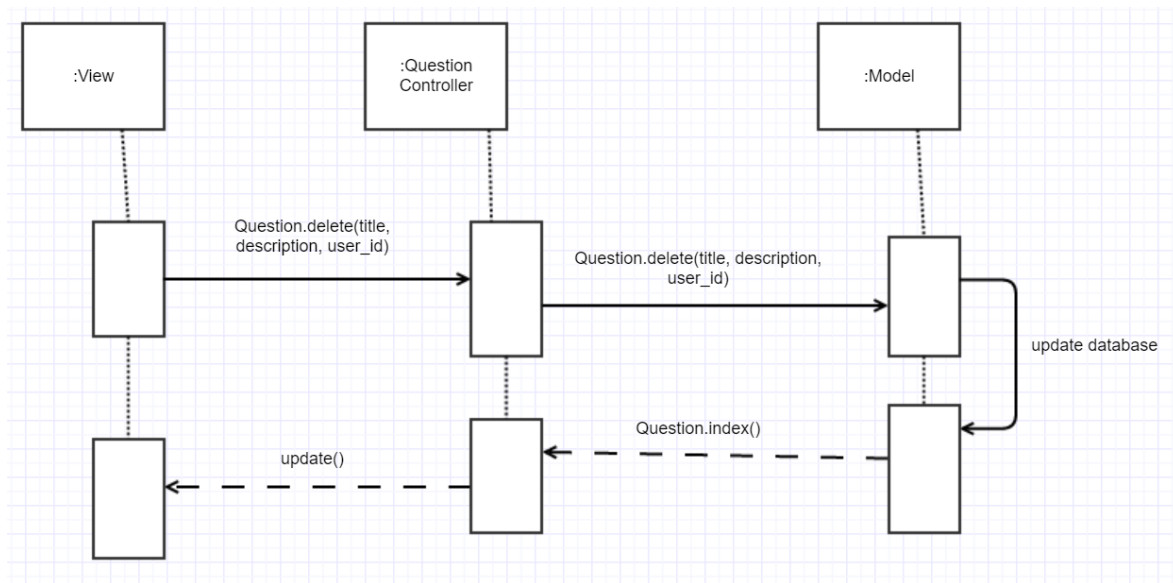 :View
:Question
Controller
:Model
Question.delete(title,
description, user_id)
Question.delete(title, description,
user_id)
update database
Question.index()
update()